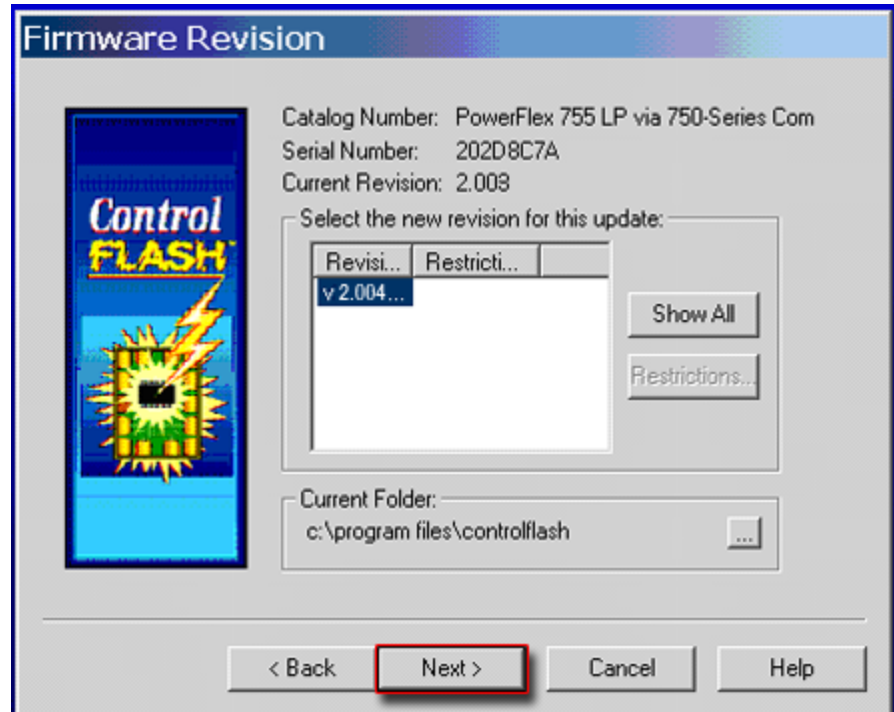 Firmware Revision
Control
FLASH
Catalog Number: PowerFlex 755 LP via 750-Series Com
Serial Number: 202D8C7A
Current Revision: 2.003
Select the new revision for this update:
Revisi... Restricti...
v 2.004...
Show All
Restrictions...
Current Folder:
c:\program files\controlflash
...
< Back Next > Cancel Help